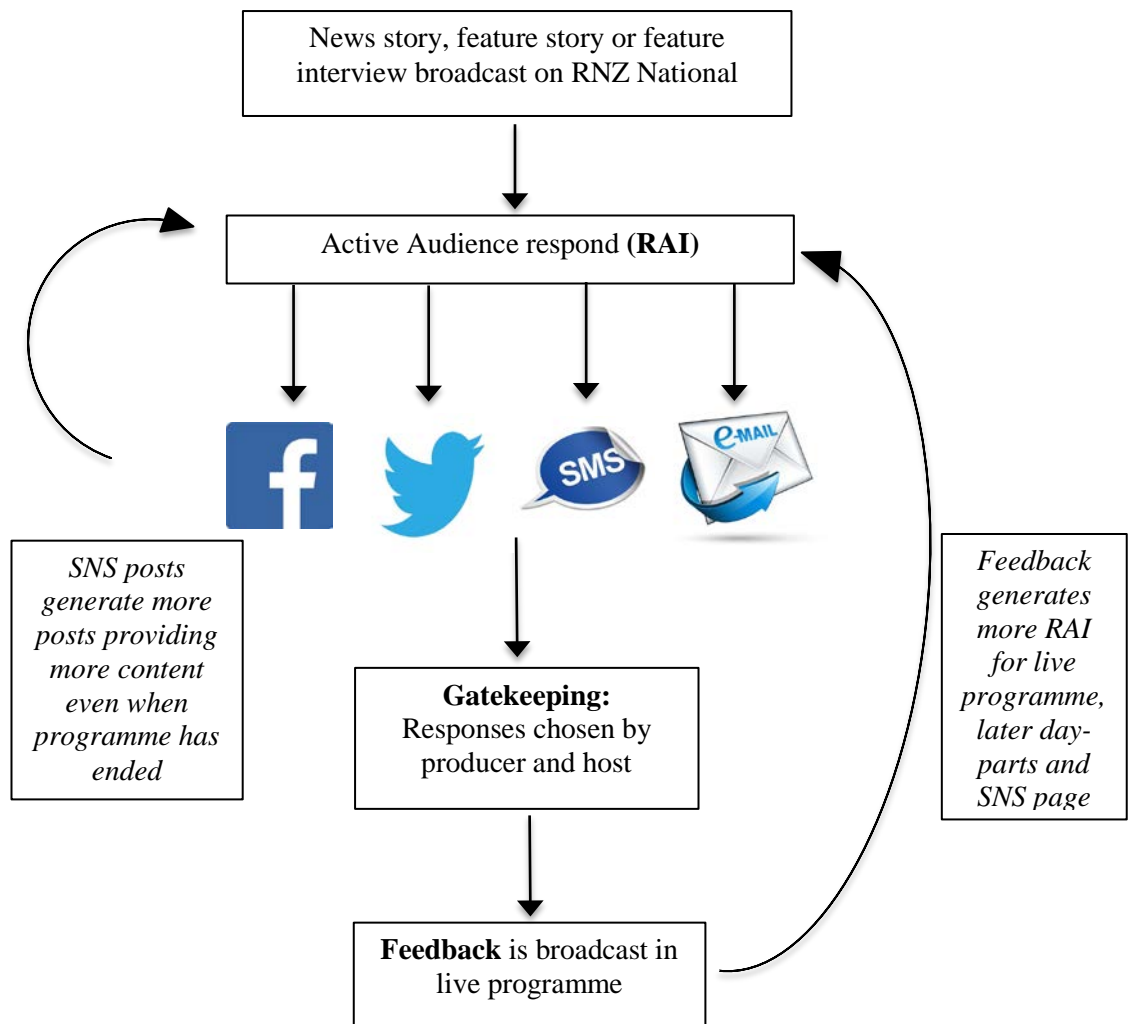 News story, feature story or feature
interview broadcast on RNZ National
Active Audience respond (RAI)
f
SMS
e-MAIL
SNS posts
generate more
posts providing
more content
even when
programme has
ended
Gatekeeping:
Responses chosen by
producer and host
Feedback
generates
more RAI
for live
programme,
later day-
parts and
SNS page
Feedback is broadcast in
live programme